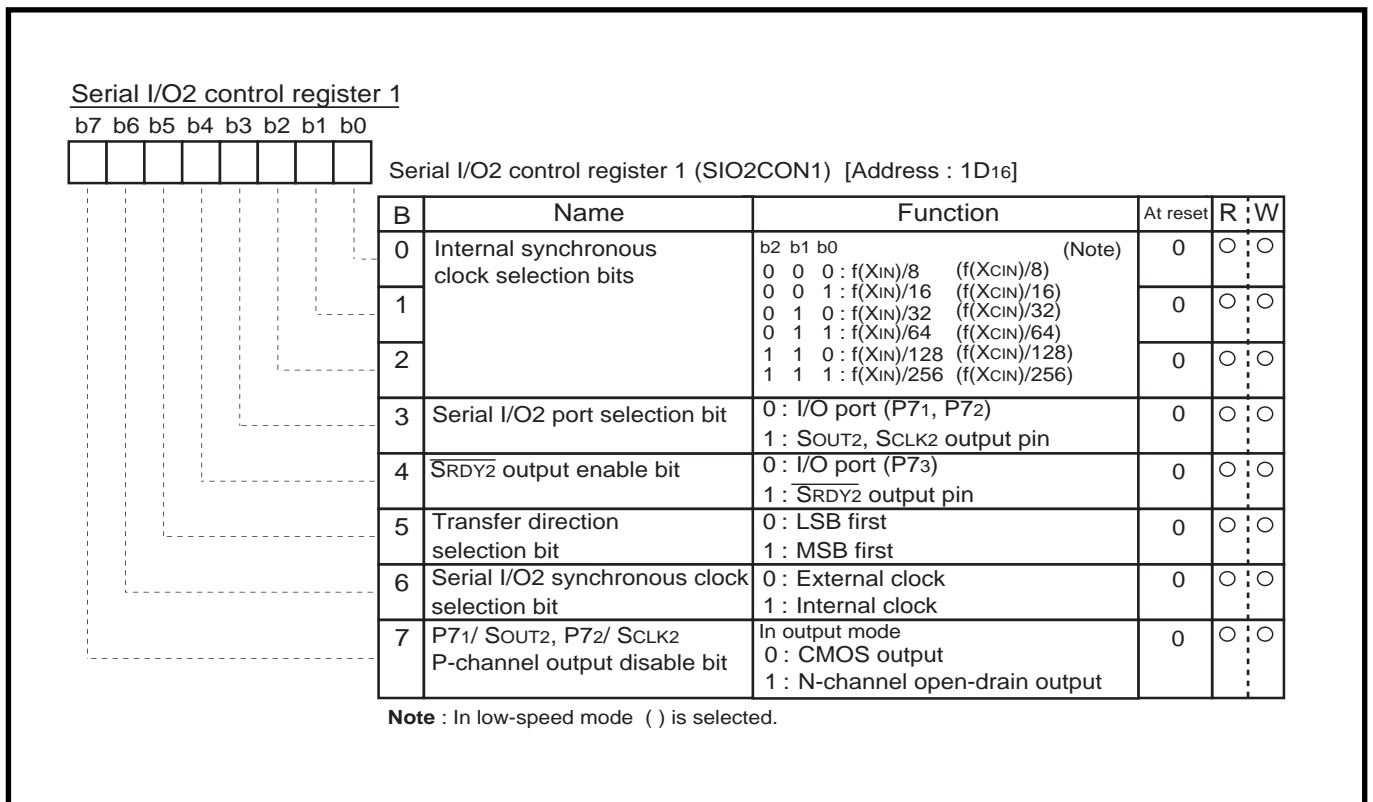 Serial I/O2 control register 1
b7 b6 b5 b4 b3 b2 b1 b0
Serial I/O2 control register 1 (SIO2CON1) [Address : 1D16]
B Name Function At reset R W
0 Internal synchronous clock selection bits b2 b1 b0 (Note) 0 ○ ○
0 0 0 : f(XIN)/8 (f(XCIN)/8)
0 0 1 : f(XIN)/16 (f(XCIN)/16)
1 0 1 0 : f(XIN)/32 (f(XCIN)/32) 0 ○ ○
0 1 1 : f(XIN)/64 (f(XCIN)/64)
2 1 1 0 : f(XIN)/128 (f(XCIN)/128) 0 ○ ○
1 1 1 : f(XIN)/256 (f(XCIN)/256)
3 Serial I/O2 port selection bit 0 : I/O port (P71, P72) 0 ○ ○
1 : SOUT2, SCLK2 output pin
4 SRDY2 output enable bit 0 : I/O port (P73) 0 ○ ○
1 : SRDY2 output pin
5 Transfer direction 0 : LSB first 0 ○ ○
selection bit 1 : MSB first
6 Serial I/O2 synchronous clock 0 : External clock 0 ○ ○
selection bit 1 : Internal clock
7 P71/ SOUT2, P72/ SCLK2 In output mode 0 ○ ○
P-channel output disable bit 0 : CMOS output
1 : N-channel open-drain output
Note : In low-speed mode ( ) is selected.